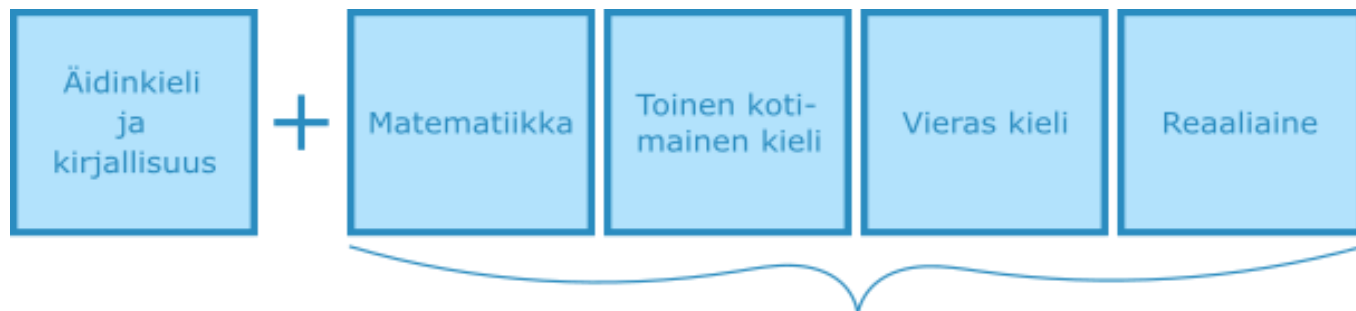 Äidinkieli
ja
kirjallisuus
+
Matematiikka
Toinen koti-
mainen kieli
Vieras kieli
Reaaliaine